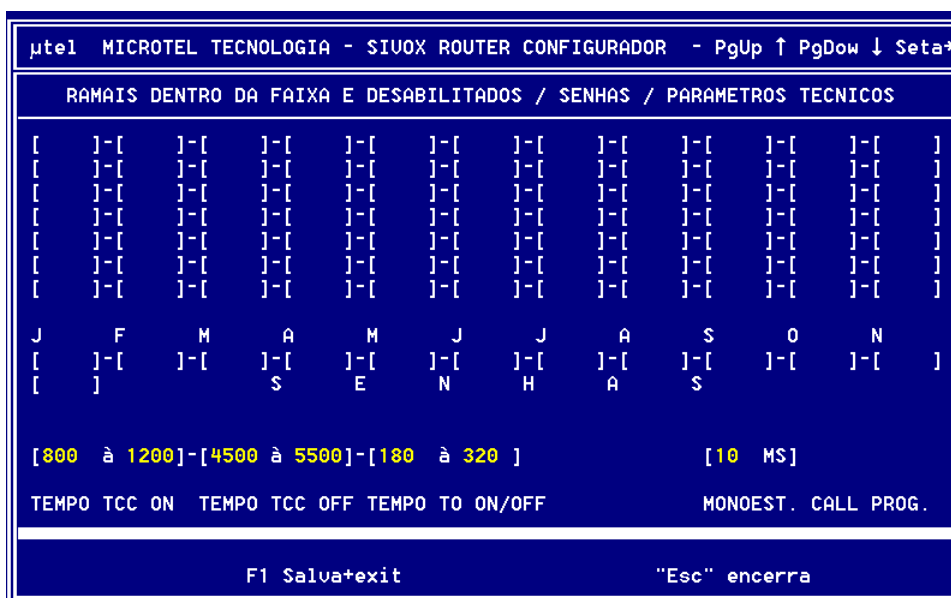 µtel MICROTEL TECNOLOGIA - SIVOX ROUTER CONFIGURADOR - PgUp ↑ PgDow ↓ Seta
RAMAIS DENTRO DA FAIXA E DESABILITADOS / SENHAS / PARAMETROS TECNICOS
[ ]-[ ]-[ ]-[ ]-[ ]-[ ]-[ ]-[ ]-[ ]-[ ]-[ ]
[ ]-[ ]-[ ]-[ ]-[ ]-[ ]-[ ]-[ ]-[ ]-[ ]-[ ]
[ ]-[ ]-[ ]-[ ]-[ ]-[ ]-[ ]-[ ]-[ ]-[ ]-[ ]
[ ]-[ ]-[ ]-[ ]-[ ]-[ ]-[ ]-[ ]-[ ]-[ ]-[ ]
[ ]-[ ]-[ ]-[ ]-[ ]-[ ]-[ ]-[ ]-[ ]-[ ]-[ ]
[ ]-[ ]-[ ]-[ ]-[ ]-[ ]-[ ]-[ ]-[ ]-[ ]-[ ]
[ ]-[ ]-[ ]-[ ]-[ ]-[ ]-[ ]-[ ]-[ ]-[ ]-[ ]
J F M A M J J A S O N
[ ]-[ ]-[ ]-[ ]-[ ]-[ ]-[ ]-[ ]-[ ]-[ ]-[ ]
[ ] S E N H A S
[800 à 1200]-[4500 à 5500]-[180 à 320 ] [10 MS]
TEMPO TCC ON TEMPO TCC OFF TEMPO TO ON/OFF MONOEST. CALL PROG.
F1 Salva+exit "Esc" encerra